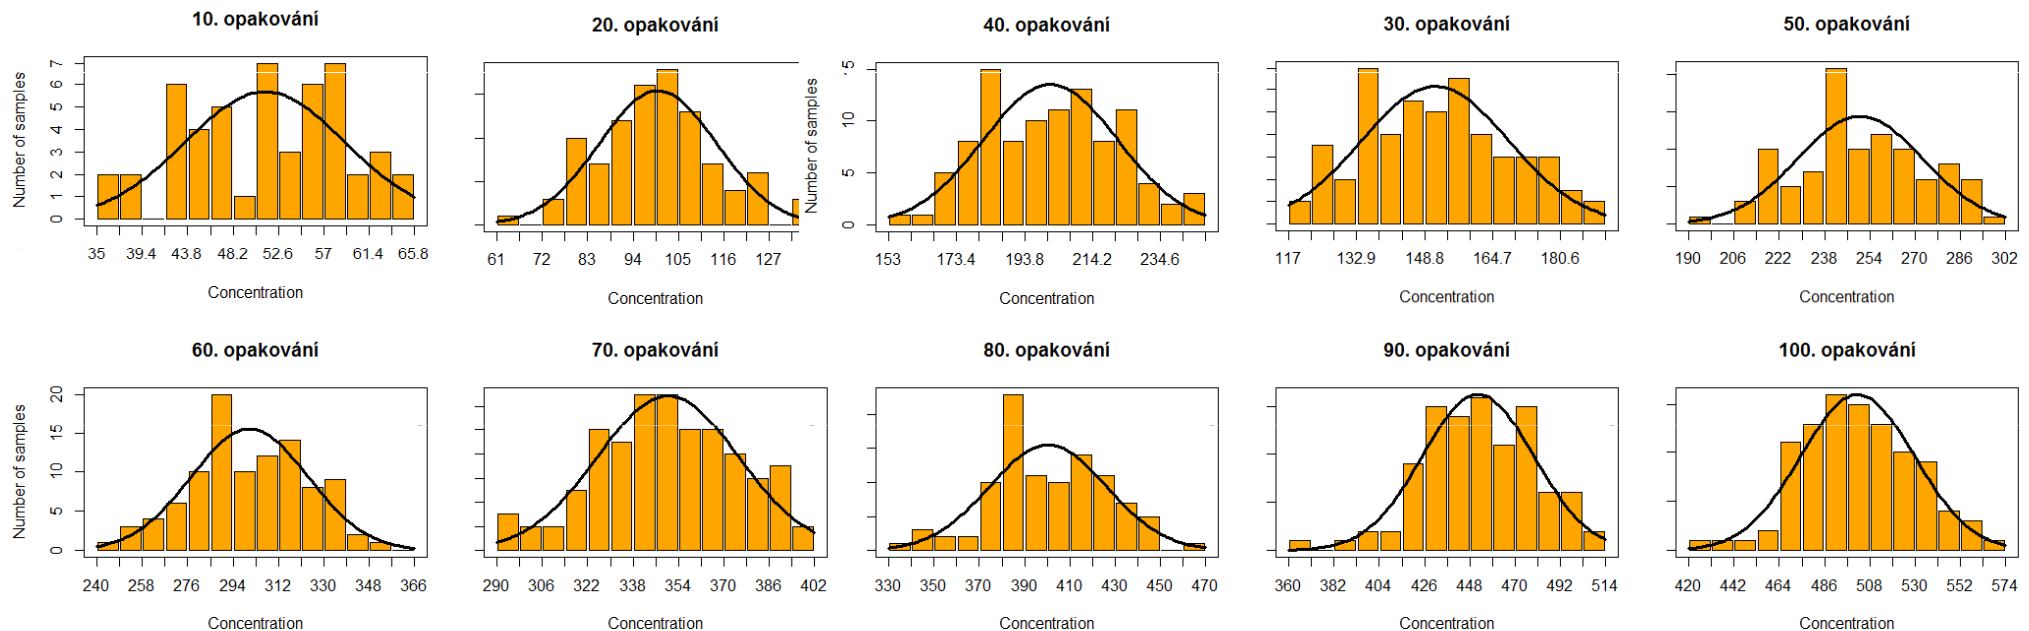 10. opakování
20. opakování
40. opakování
30. opakování
50. opakování
Number of samples
7
6
5
4
3
2
1
0
35 39.4 43.8 48.2 52.6 57 61.4 65.8
Concentration
61 72 83 94 105 116 127
Concentration
Number of samples
5
10
5
0
153 173.4 193.8 214.2 234.6
Concentration
117 132.9 148.8 164.7 180.6
Concentration
190 206 222 238 254 270 286 302
Concentration
60. opakování
70. opakování
80. opakování
90. opakování
100. opakování
Number of samples
20
15
10
5
0
240 258 276 294 312 330 348 366
Concentration
290 306 322 338 354 370 386 402
Concentration
330 350 370 390 410 430 450 470
Concentration
360 382 404 426 448 470 492 514
Concentration
420 442 464 486 508 530 552 574
Concentration